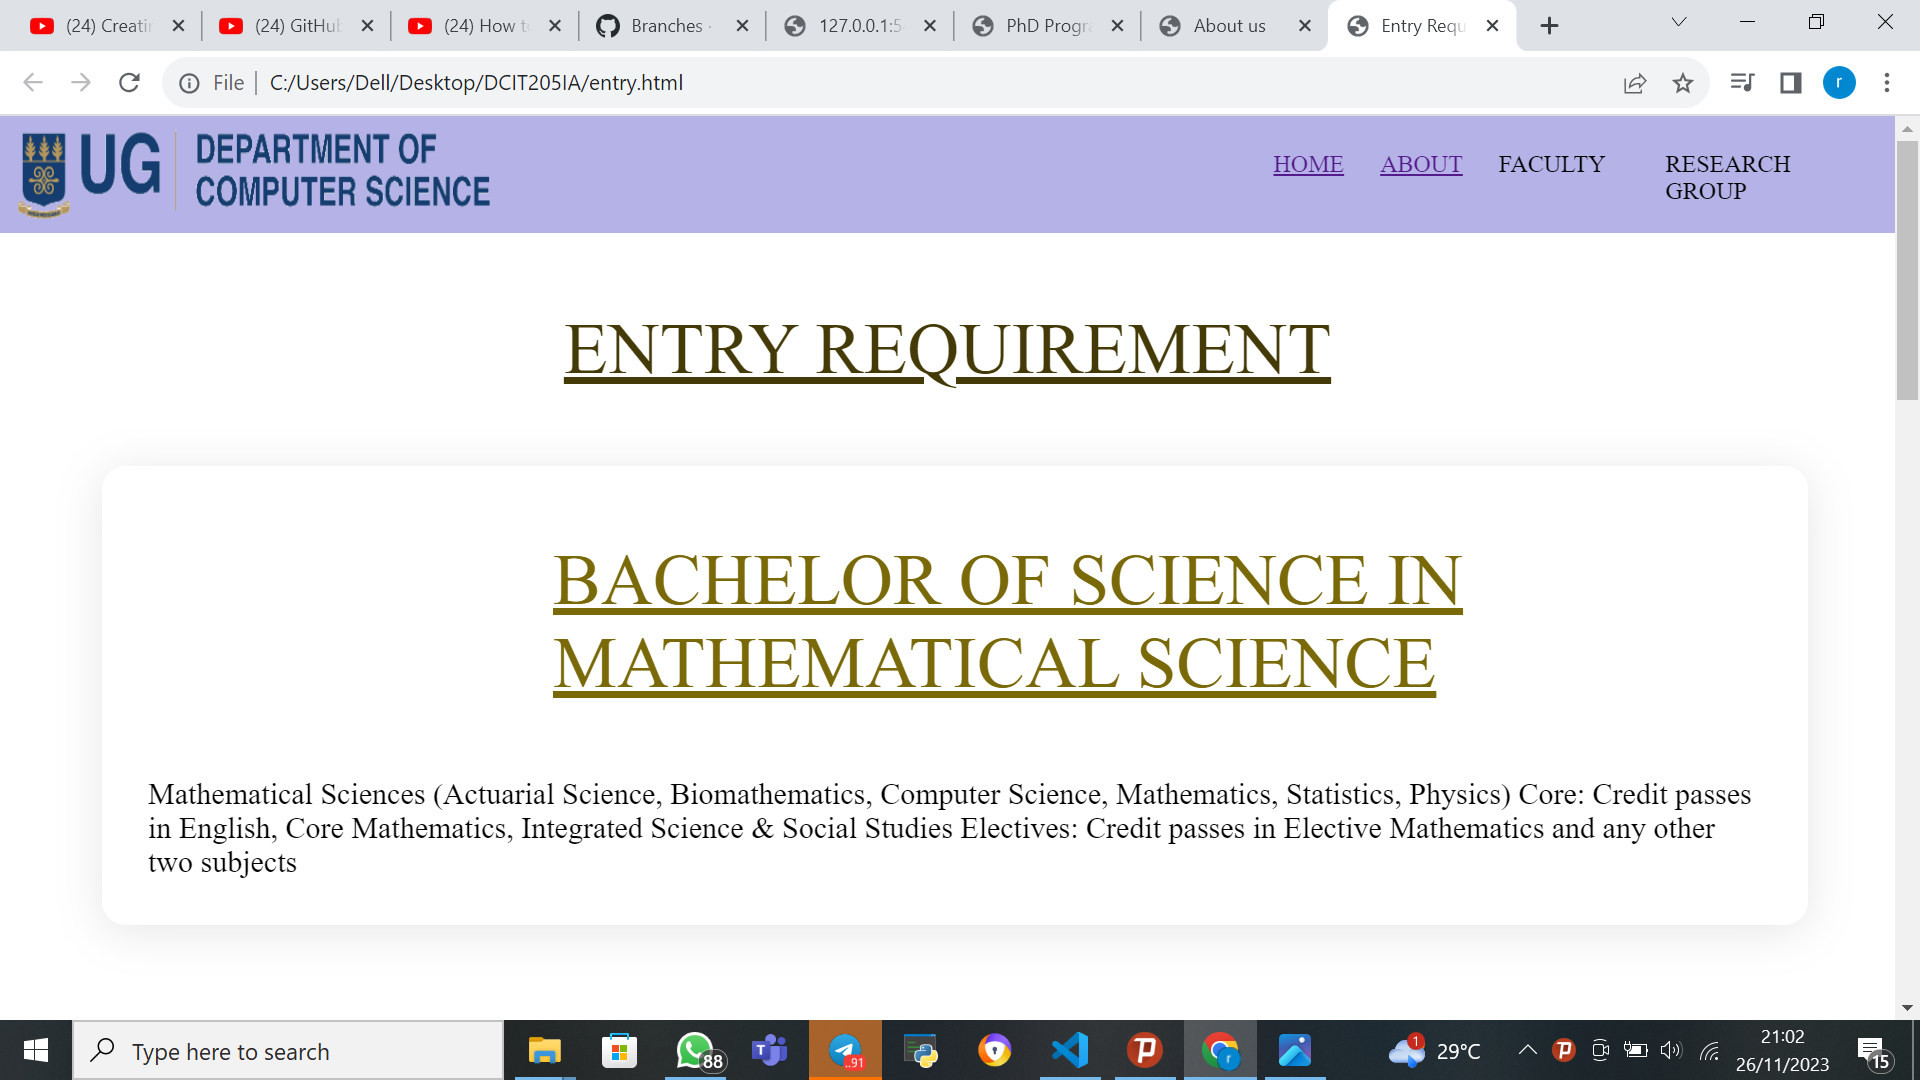 (24) Creatin
(24) GitHub
(24) How to
Branches ·
127.0.0.1:5
PhD Progra
About us
Entry Requ
File
C:/Users/Dell/Desktop/DCIT205IA/entry.html
r
UG
DEPARTMENT OF
COMPUTER SCIENCE
HOME
ABOUT
FACULTY
RESEARCH
GROUP
ENTRY REQUIREMENT
BACHELOR OF SCIENCE IN
MATHEMATICAL SCIENCE
Mathematical Sciences (Actuarial Science, Biomathematics, Computer Science, Mathematics, Statistics, Physics) Core: Credit passes
in English, Core Mathematics, Integrated Science & Social Studies Electives: Credit passes in Elective Mathematics and any other
two subjects
Type here to search
88
..91
r
1
29°C
21:02
26/11/2023
15